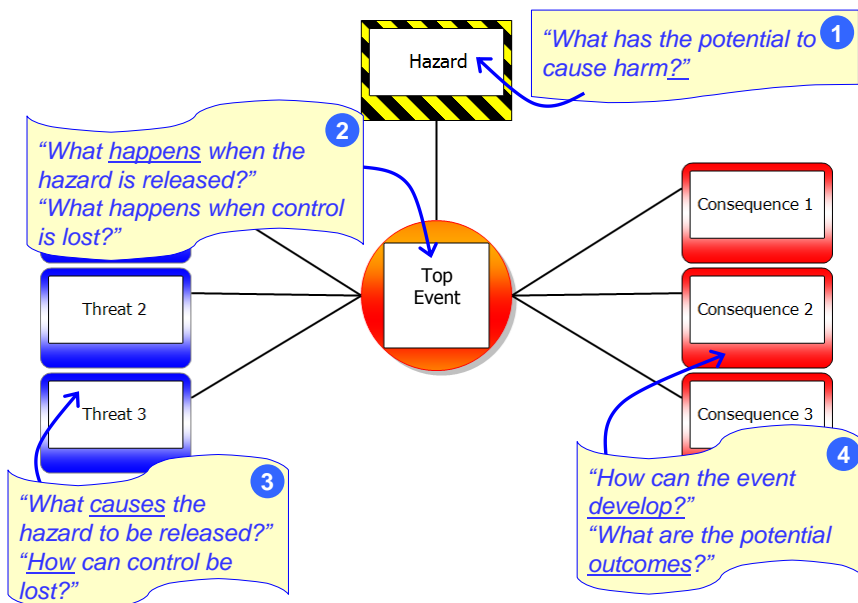 Hazard
“What has the potential to
cause harm?”
1
2
“What happens when the
hazard is released?”
“What happens when control
is lost?”
Top
Event
Threat 2
Threat 3
Consequence 1
Consequence 2
Consequence 3
3
“What causes the
hazard to be released?”
“How can control be
lost?”
4
“How can the event
develop?”
“What are the potential
outcomes?”